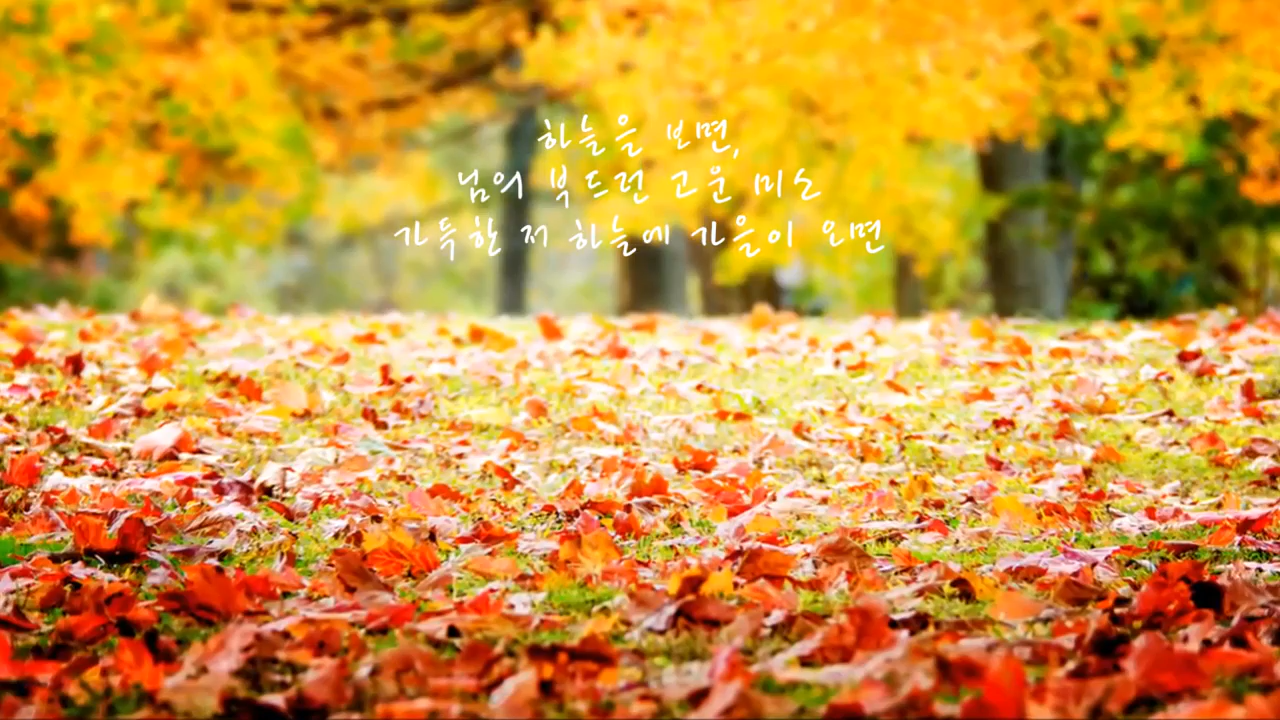 하늘을 보면,
님의 부드런 고운 미소
가득한 저 하늘에 가을이 오면